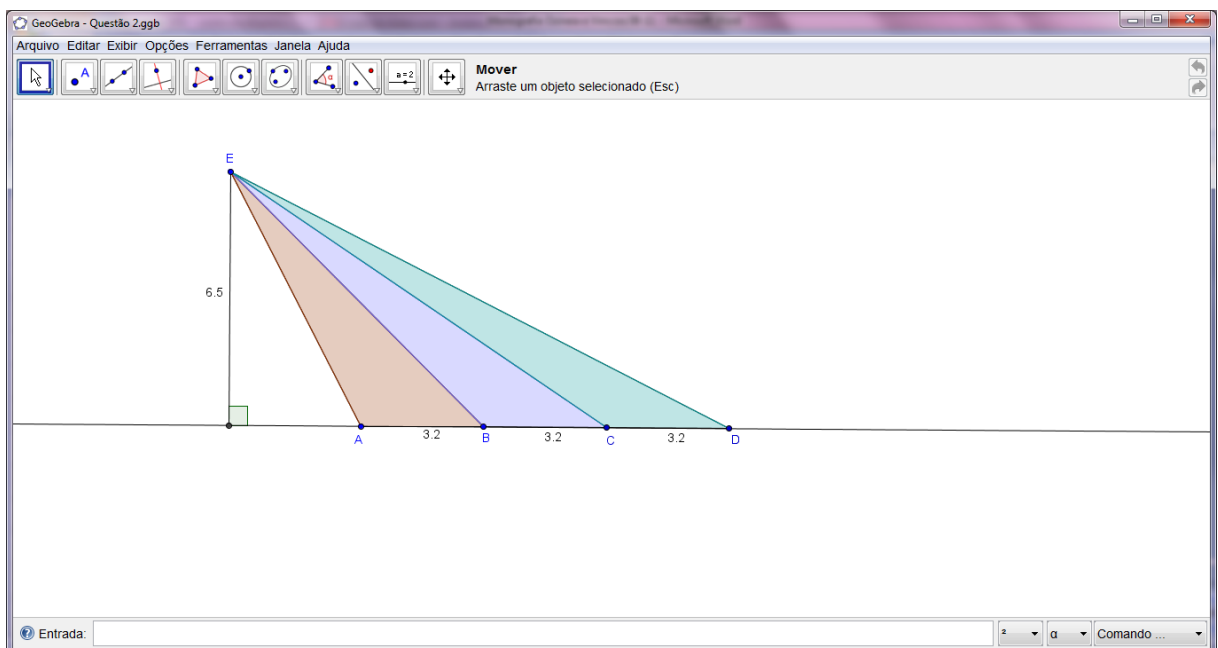 GeoGebra - Questão 2.ggb
Arquivo Editar Exibir Opções Ferramentas Janela Ajuda
A
α
a=2
Mover
Arraste um objeto selecionado (Esc)
E
6.5
A
3.2
B
3.2
C
3.2
D
Entrada:
²
α
Comando ...